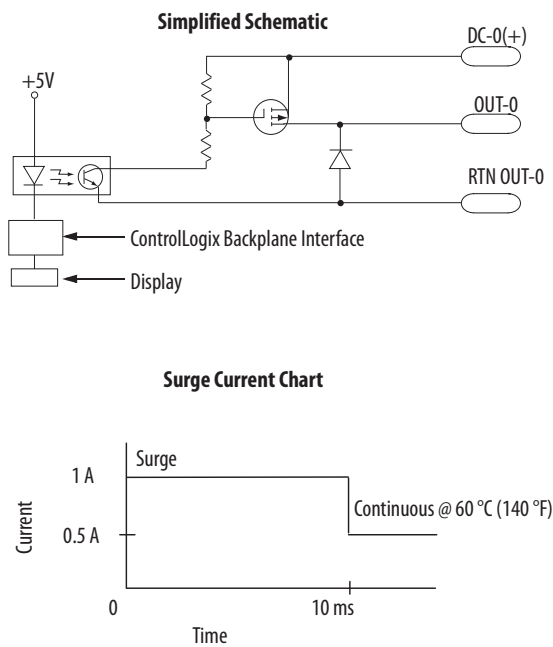 Simplified Schematic
DC-0(+)
+5V
OUT-0
RTN OUT-0
ControlLogix Backplane Interface
Display
Surge Current Chart
Surge
1 A
Continuous @ 60 °C (140 °F)
Current
0.5 A
0
10 ms
Time